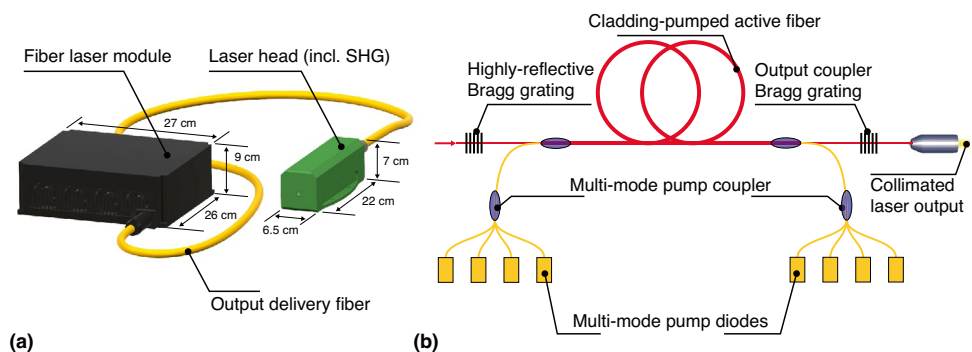 Fiber laser module
Laser head (incl. SHG)
27 cm
9 cm
26 cm
7 cm
22 cm
6.5 cm
Output delivery fiber
(a)
Cladding-pumped active fiber
Highly-reflective
Bragg grating
Output coupler
Bragg grating
Multi-mode pump coupler
Collimated
laser output
Multi-mode pump diodes
(b)